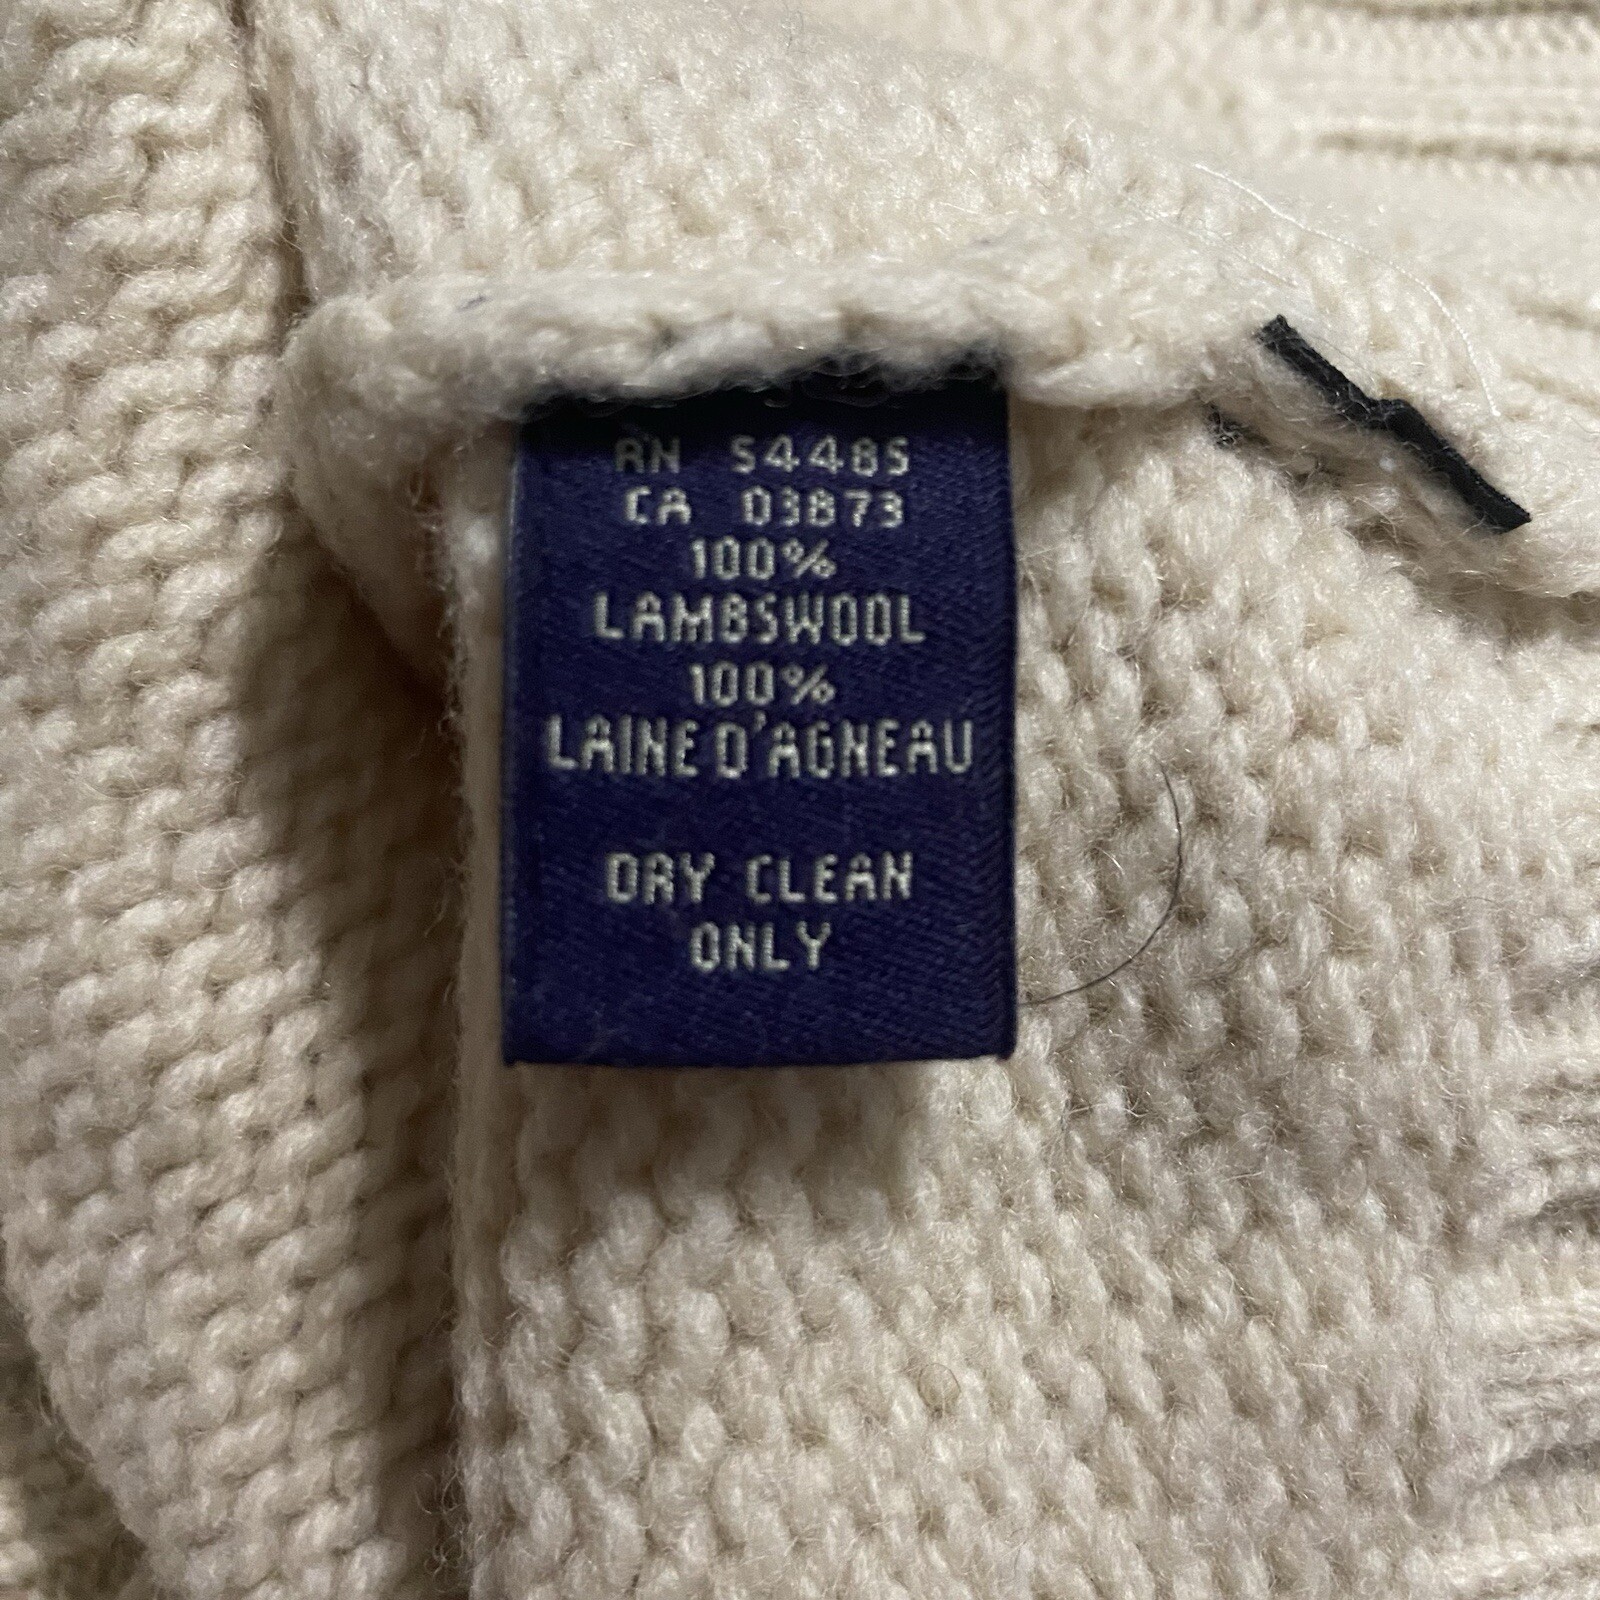 RN 54485
CA 03873
100%
LAMBSWOOL
100%
LAINE D'AGNEAU
DRY CLEAN
ONLY